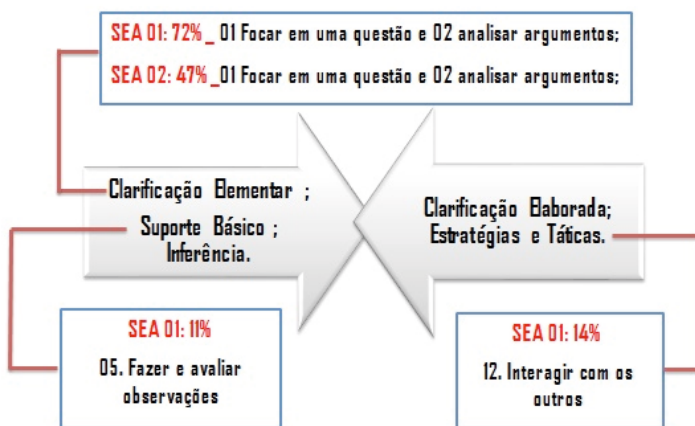 SEA 01: 72%_ 01 Focar em uma questão e 02 analisar argumentos;
SEA 02: 47%_01 Focar em uma questão e 02 analisar argumentos;
Clarificação Elementar ;
Suporte Básico ;
Inferência.
Clarificação Elaborada;
Estratégias e Táticas.
SEA 01: 11%
05. Fazer e avaliar
observações
SEA 01: 14%
12. Interagir com os
outros